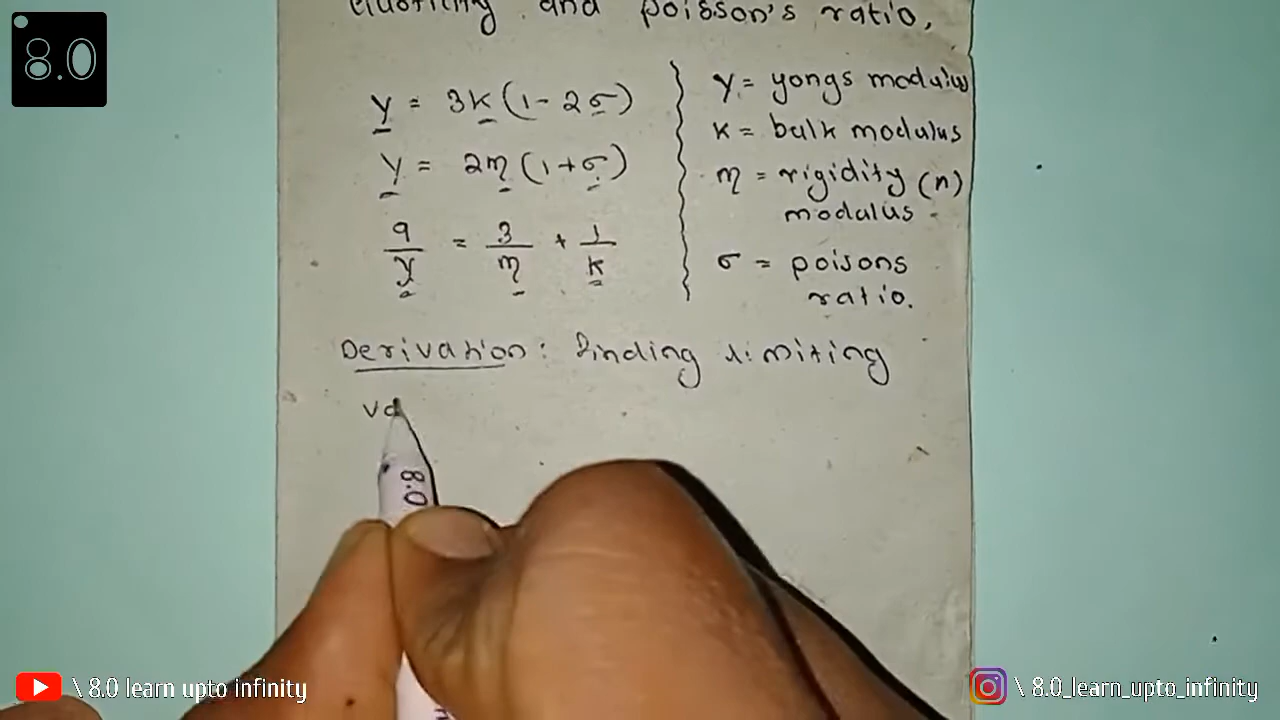 8.0
elasticity and poisson's ratio,
y = 3k(1-2σ)
y = 2η(1+σ)
9/y = 3/η + 1/k
y = yongs modulus
k = bulk modulus
η = rigidity (n)
modulus
σ = poisons
ratio.
Derivation: finding limiting
va
8.0
\ 8.0 learn upto infinity
\ 8.0_learn_upto_infinity